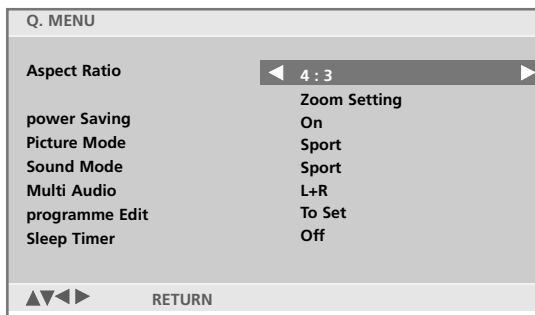 Q. MENU
Aspect Ratio 4 : 3
Zoom Setting
power Saving On
Picture Mode Sport
Sound Mode Sport
Multi Audio L+R
programme Edit To Set
Sleep Timer Off
RETURN